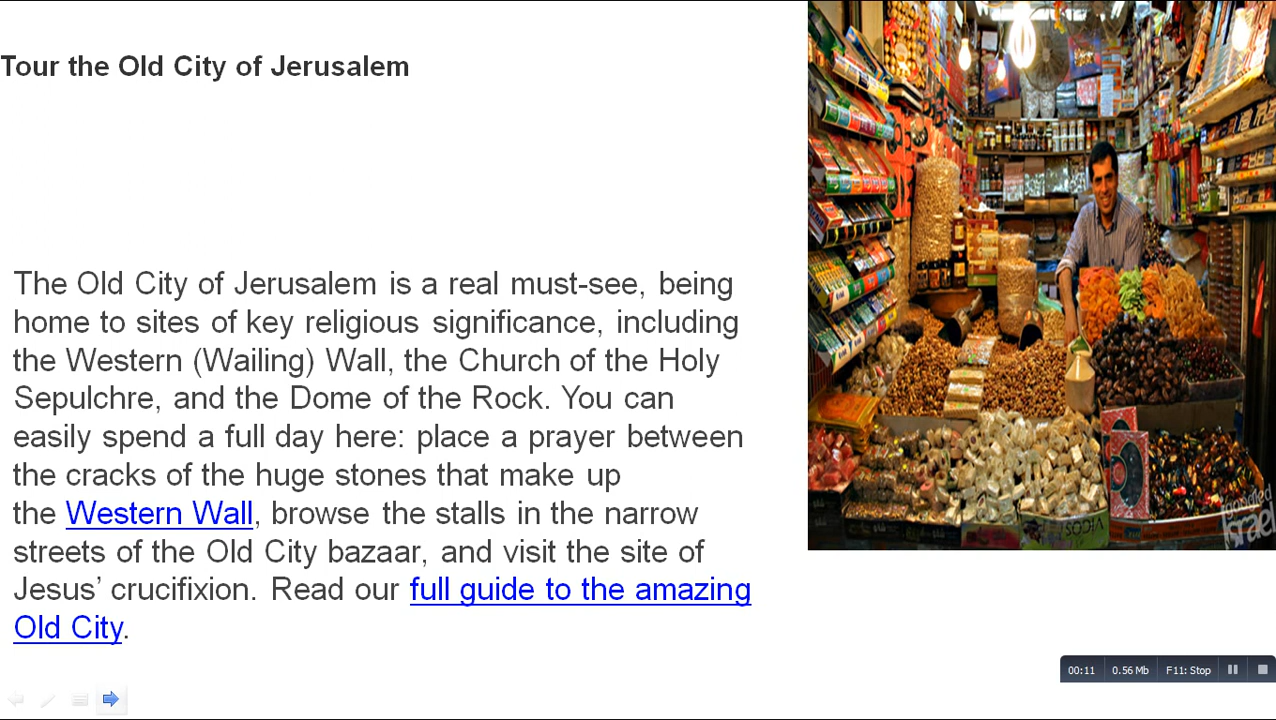 Tour the Old City of Jerusalem
The Old City of Jerusalem is a real must-see, being
home to sites of key religious significance, including
the Western (Wailing) Wall, the Church of the Holy
Sepulchre, and the Dome of the Rock. You can
easily spend a full day here: place a prayer between
the cracks of the huge stones that make up
the Western Wall, browse the stalls in the narrow
streets of the Old City bazaar, and visit the site of
Jesus’ crucifixion. Read our full guide to the amazing
Old City.
Israel
00:11 0.56 Mb F11: Stop